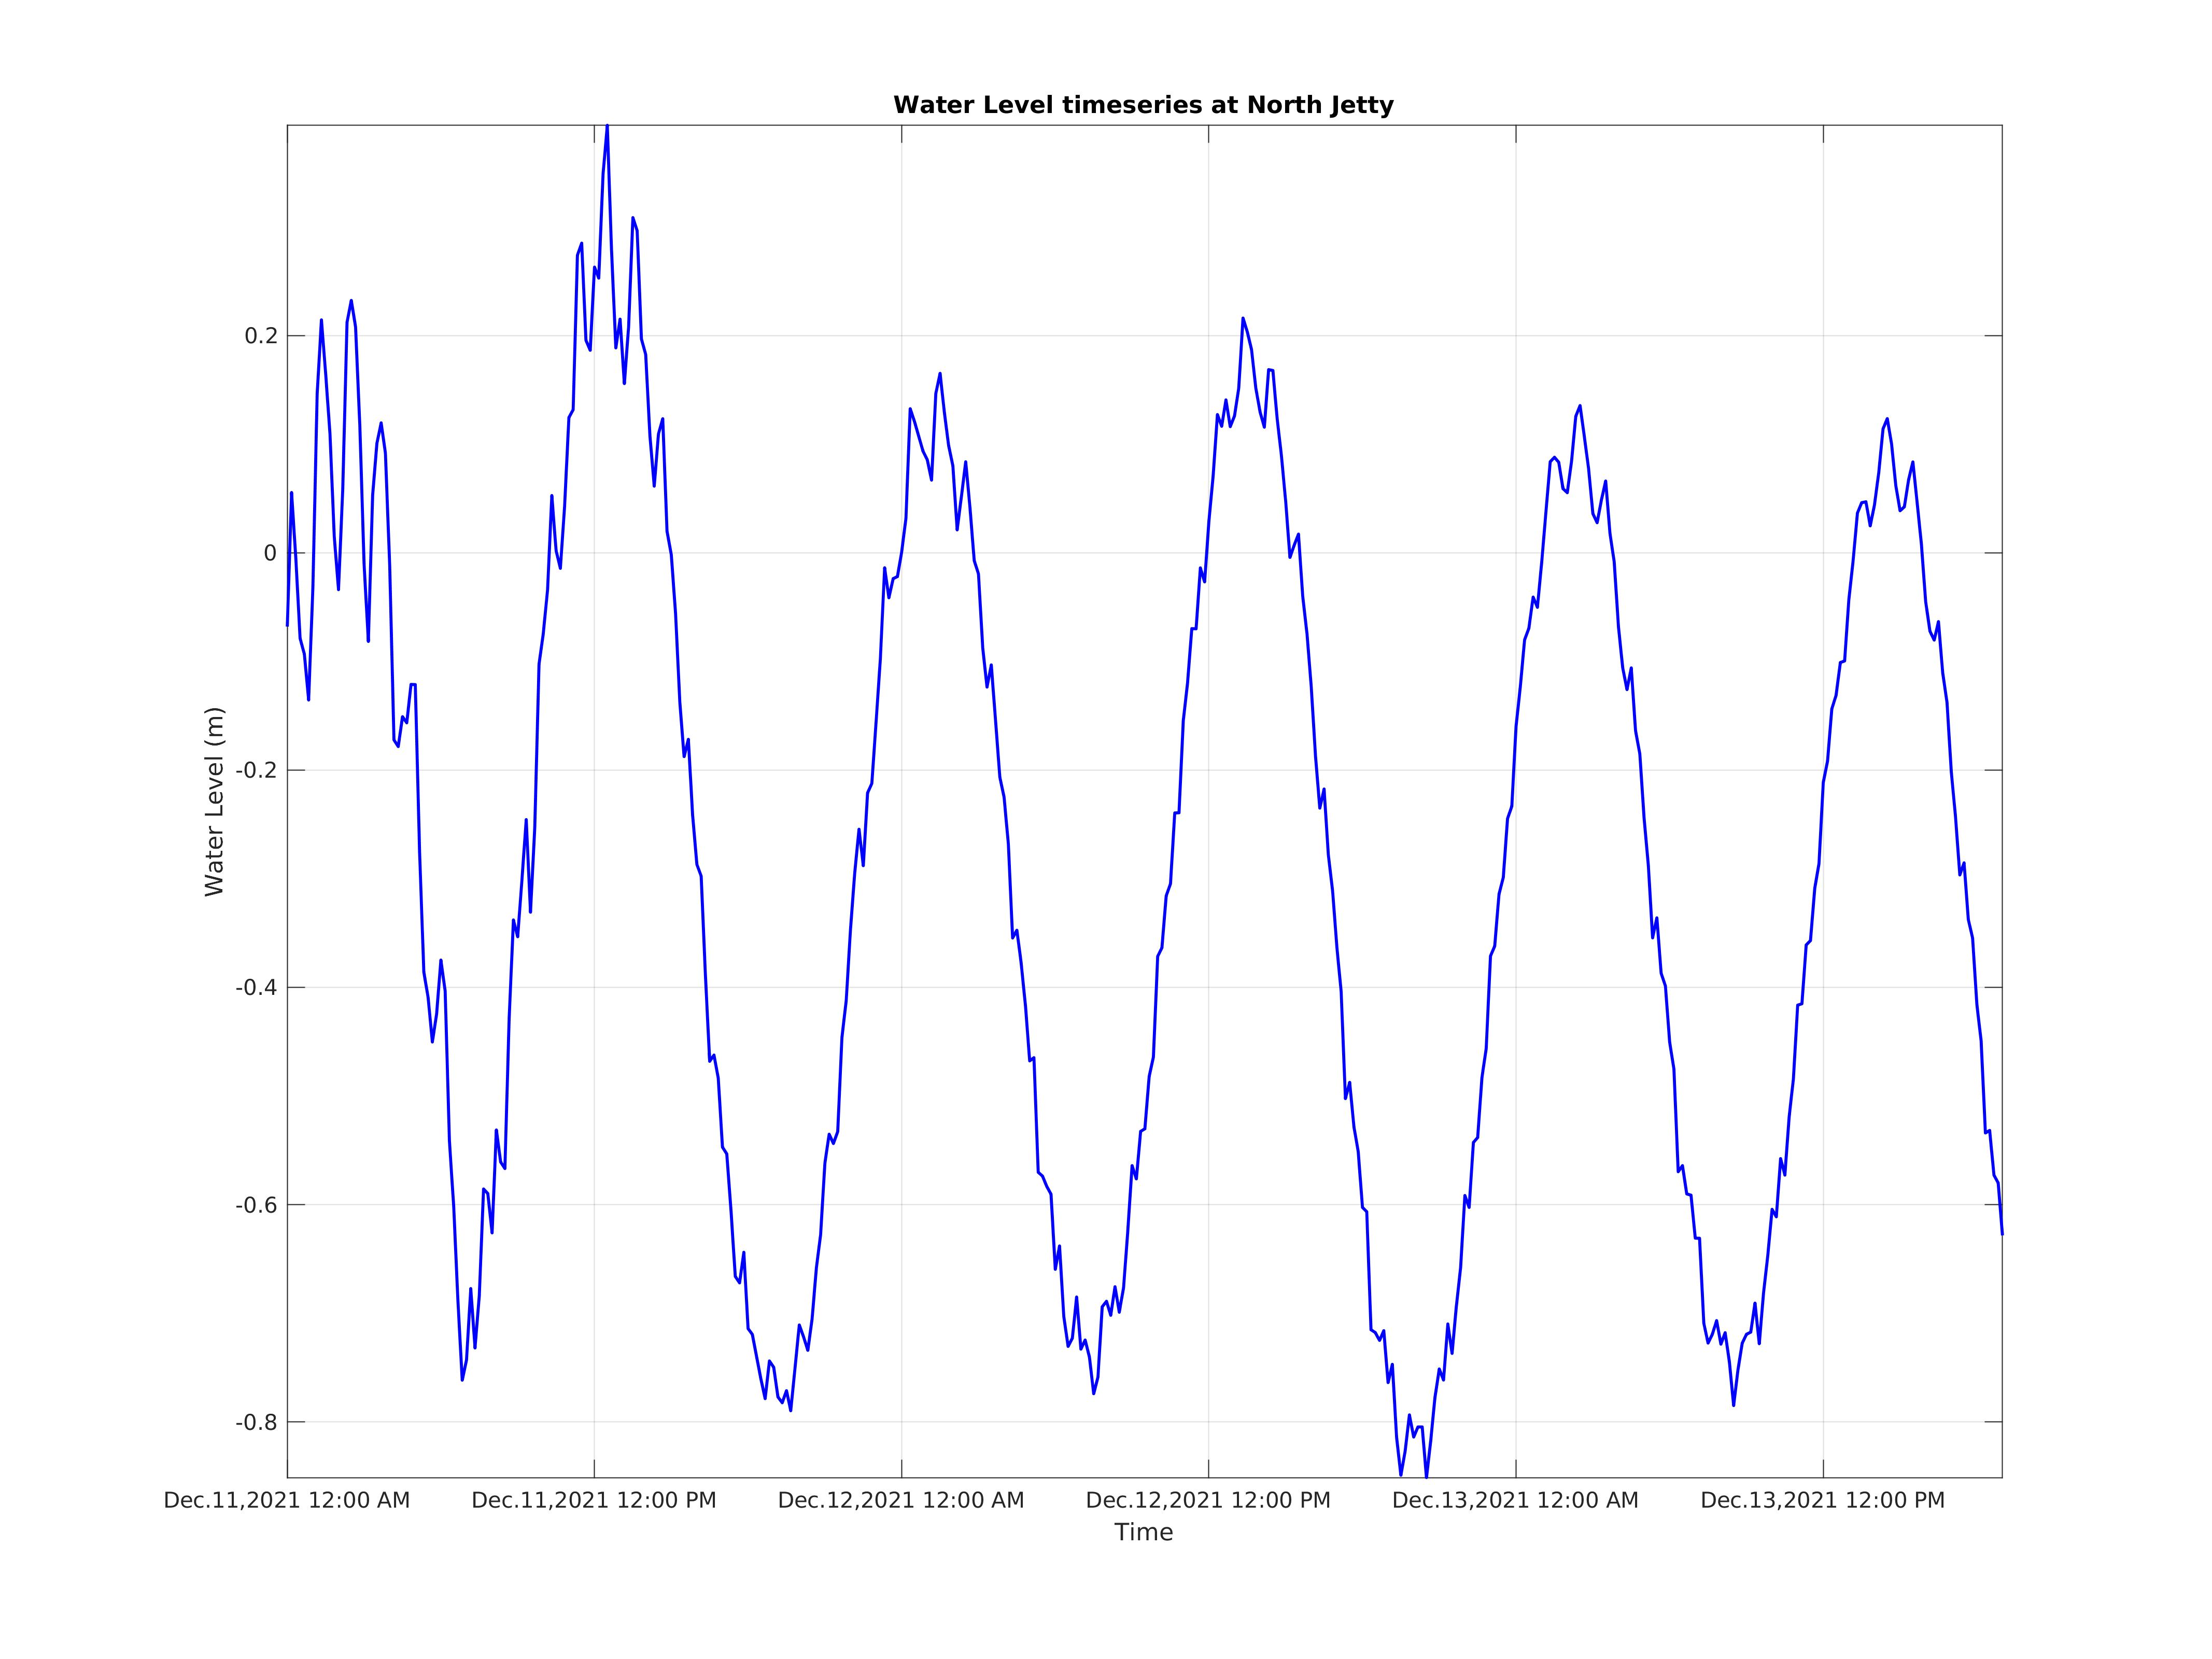 Water Level timeseries at North Jetty
0.2
0
-0.2
-0.4
-0.6
-0.8
Water Level (m)
Dec.11,2021 12:00 AM
Dec.11,2021 12:00 PM
Dec.12,2021 12:00 AM
Dec.12,2021 12:00 PM
Dec.13,2021 12:00 AM
Dec.13,2021 12:00 PM
Time